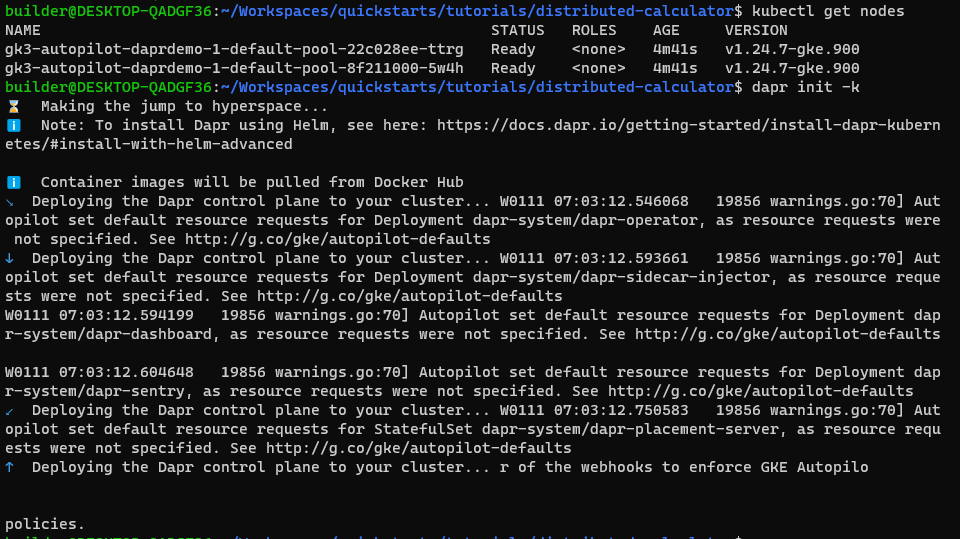 builder@DESKTOP-QADGF36:~/Workspaces/quickstarts/tutorials/distributed-calculator$ kubectl get nodes
NAME STATUS ROLES AGE VERSION
gk3-autopilot-daprdemo-1-default-pool-22c028ee-ttrg Ready <none> 4m41s v1.24.7-gke.900
gk3-autopilot-daprdemo-1-default-pool-8f211000-5w4h Ready <none> 4m41s v1.24.7-gke.900
builder@DESKTOP-QADGF36:~/Workspaces/quickstarts/tutorials/distributed-calculator$ dapr init -k
⌛ Making the jump to hyperspace...
ℹ️ Note: To install Dapr using Helm, see here: https://docs.dapr.io/getting-started/install-dapr-kubern
etes/#install-with-helm-advanced
ℹ️ Container images will be pulled from Docker Hub
↘ Deploying the Dapr control plane to your cluster... W0111 07:03:12.546068 19856 warnings.go:70] Aut
opilot set default resource requests for Deployment dapr-system/dapr-operator, as resource requests were
not specified. See http://g.co/gke/autopilot-defaults
↓ Deploying the Dapr control plane to your cluster... W0111 07:03:12.593661 19856 warnings.go:70] Aut
opilot set default resource requests for Deployment dapr-system/dapr-sidecar-injector, as resource reque
sts were not specified. See http://g.co/gke/autopilot-defaults
W0111 07:03:12.594199 19856 warnings.go:70] Autopilot set default resource requests for Deployment dap
r-system/dapr-dashboard, as resource requests were not specified. See http://g.co/gke/autopilot-defaults
W0111 07:03:12.604648 19856 warnings.go:70] Autopilot set default resource requests for Deployment dap
r-system/dapr-sentry, as resource requests were not specified. See http://g.co/gke/autopilot-defaults
↙ Deploying the Dapr control plane to your cluster... W0111 07:03:12.750583 19856 warnings.go:70] Aut
opilot set default resource requests for StatefulSet dapr-system/dapr-placement-server, as resource requ
ests were not specified. See http://g.co/gke/autopilot-defaults
↑ Deploying the Dapr control plane to your cluster... r of the webhooks to enforce GKE Autopilo
policies.